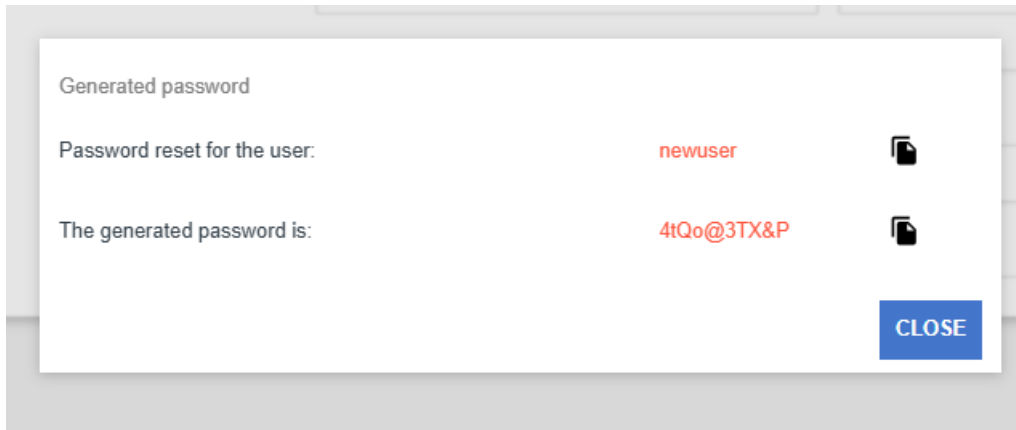 Generated password
Password reset for the user: newuser
The generated password is: 4tQo@3TX&P
CLOSE